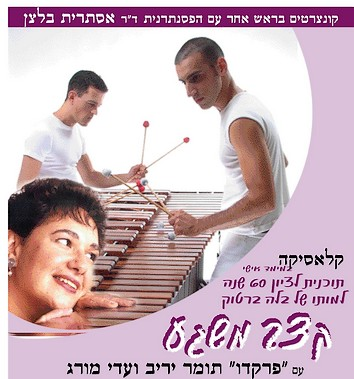 קונצרטים בראש אחר עם הפסנתרנית ד״ר אסתרית בלצן
קלאסיקה
במימד אישי
תוכנית לציון 60 שנה
למותו של בלה ברטוק
קצב משגע
עם "פרקדו" תומר יריב ועדי מורג